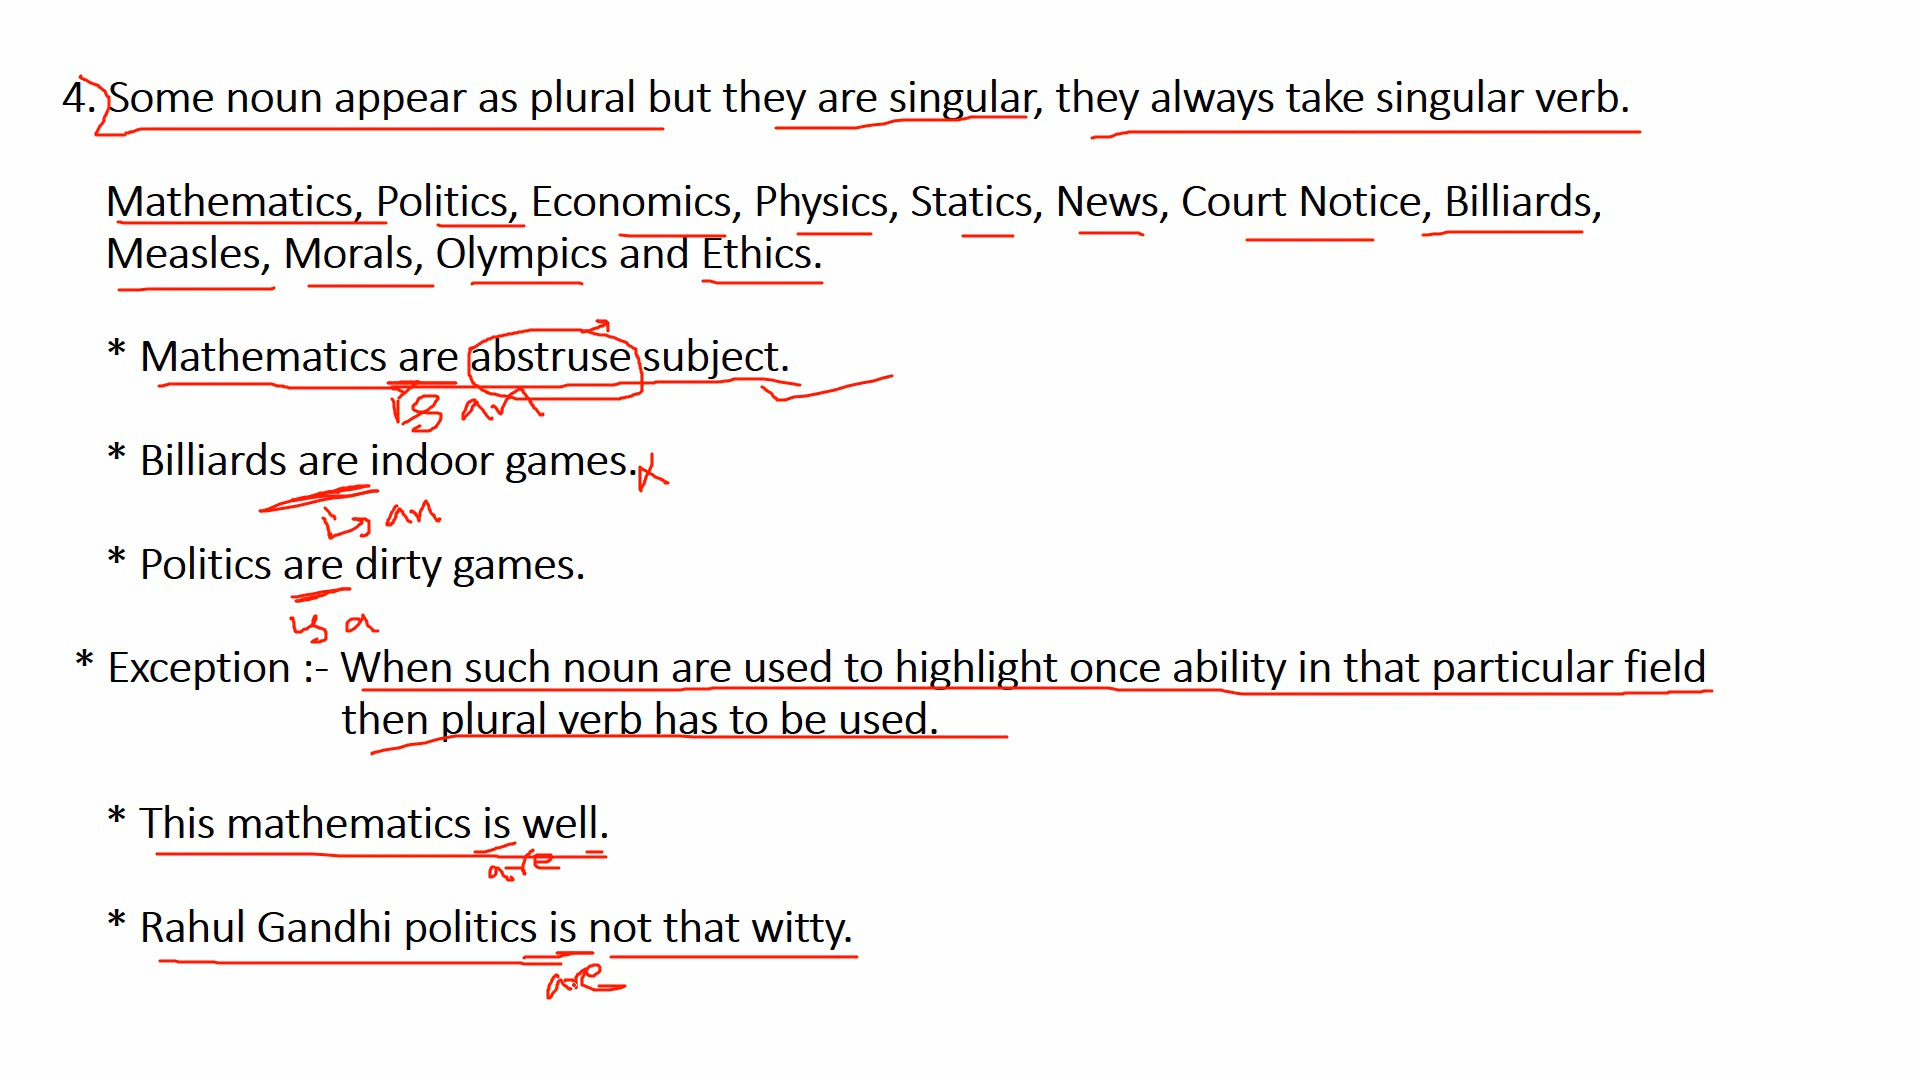 4. Some noun appear as plural but they are singular, they always take singular verb.
Mathematics, Politics, Economics, Physics, Statics, News, Court Notice, Billiards,
Measles, Morals, Olympics and Ethics.
* Mathematics are abstruse subject.
is an
* Billiards are indoor games.
is an
* Politics are dirty games.
is a
* Exception :- When such noun are used to highlight once ability in that particular field
then plural verb has to be used.
* This mathematics is well.
are
* Rahul Gandhi politics is not that witty.
are